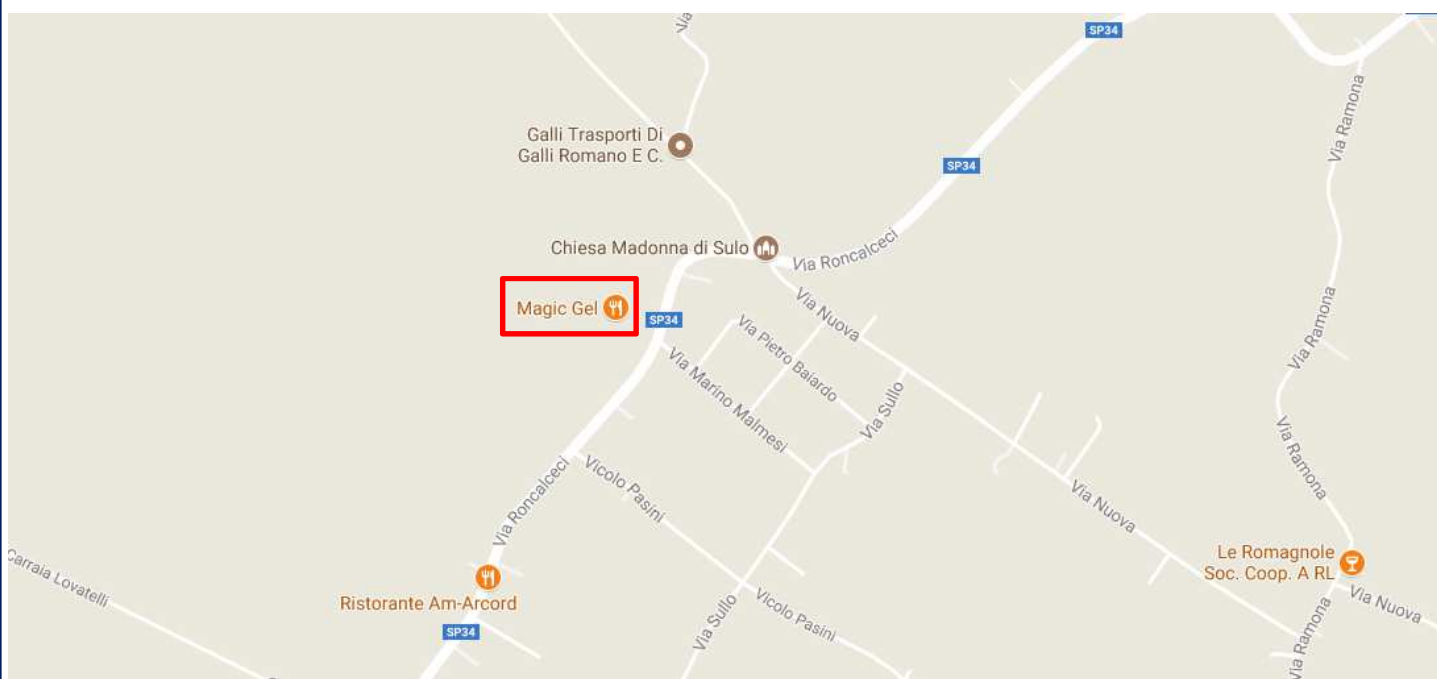 Via
SP34
Via Ramona
Galli Trasporti Di
Galli Romano E C.
SP34
Chiesa Madonna di Sulo
Via Roncalceci
Magic Gel
SP34
Via Nuova
Via Pietro Baiardo
Via Ramona
Via Marino Malmesi
Via Sullo
Via Ramona
Via Roncalceci
Vicolo Pasini
Via Nuova
Carraia Lovatelli
Le Romagnole
Soc. Coop. A RL
Ristorante Am-Arcord
Via Nuova
SP34
Via Sullo
Vicolo Pasini
Via Ramona